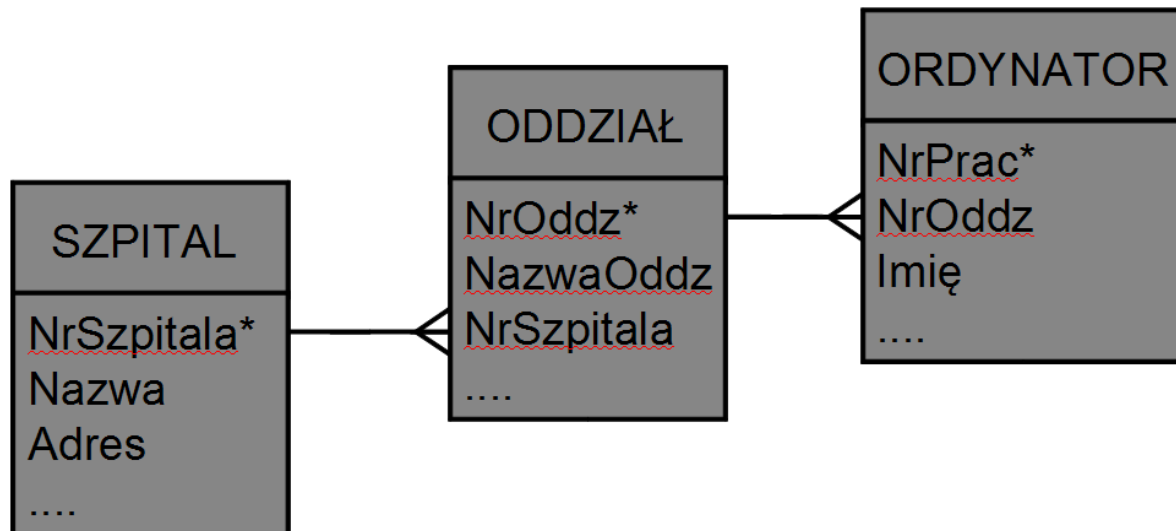 SZPITAL
NrSzpitala*
Nazwa
Adres
....
ODDZIAŁ
NrOddz*
NazwaOddz
NrSzpitala
....
ORDYNATOR
NrPrac*
NrOddz
Imię
....